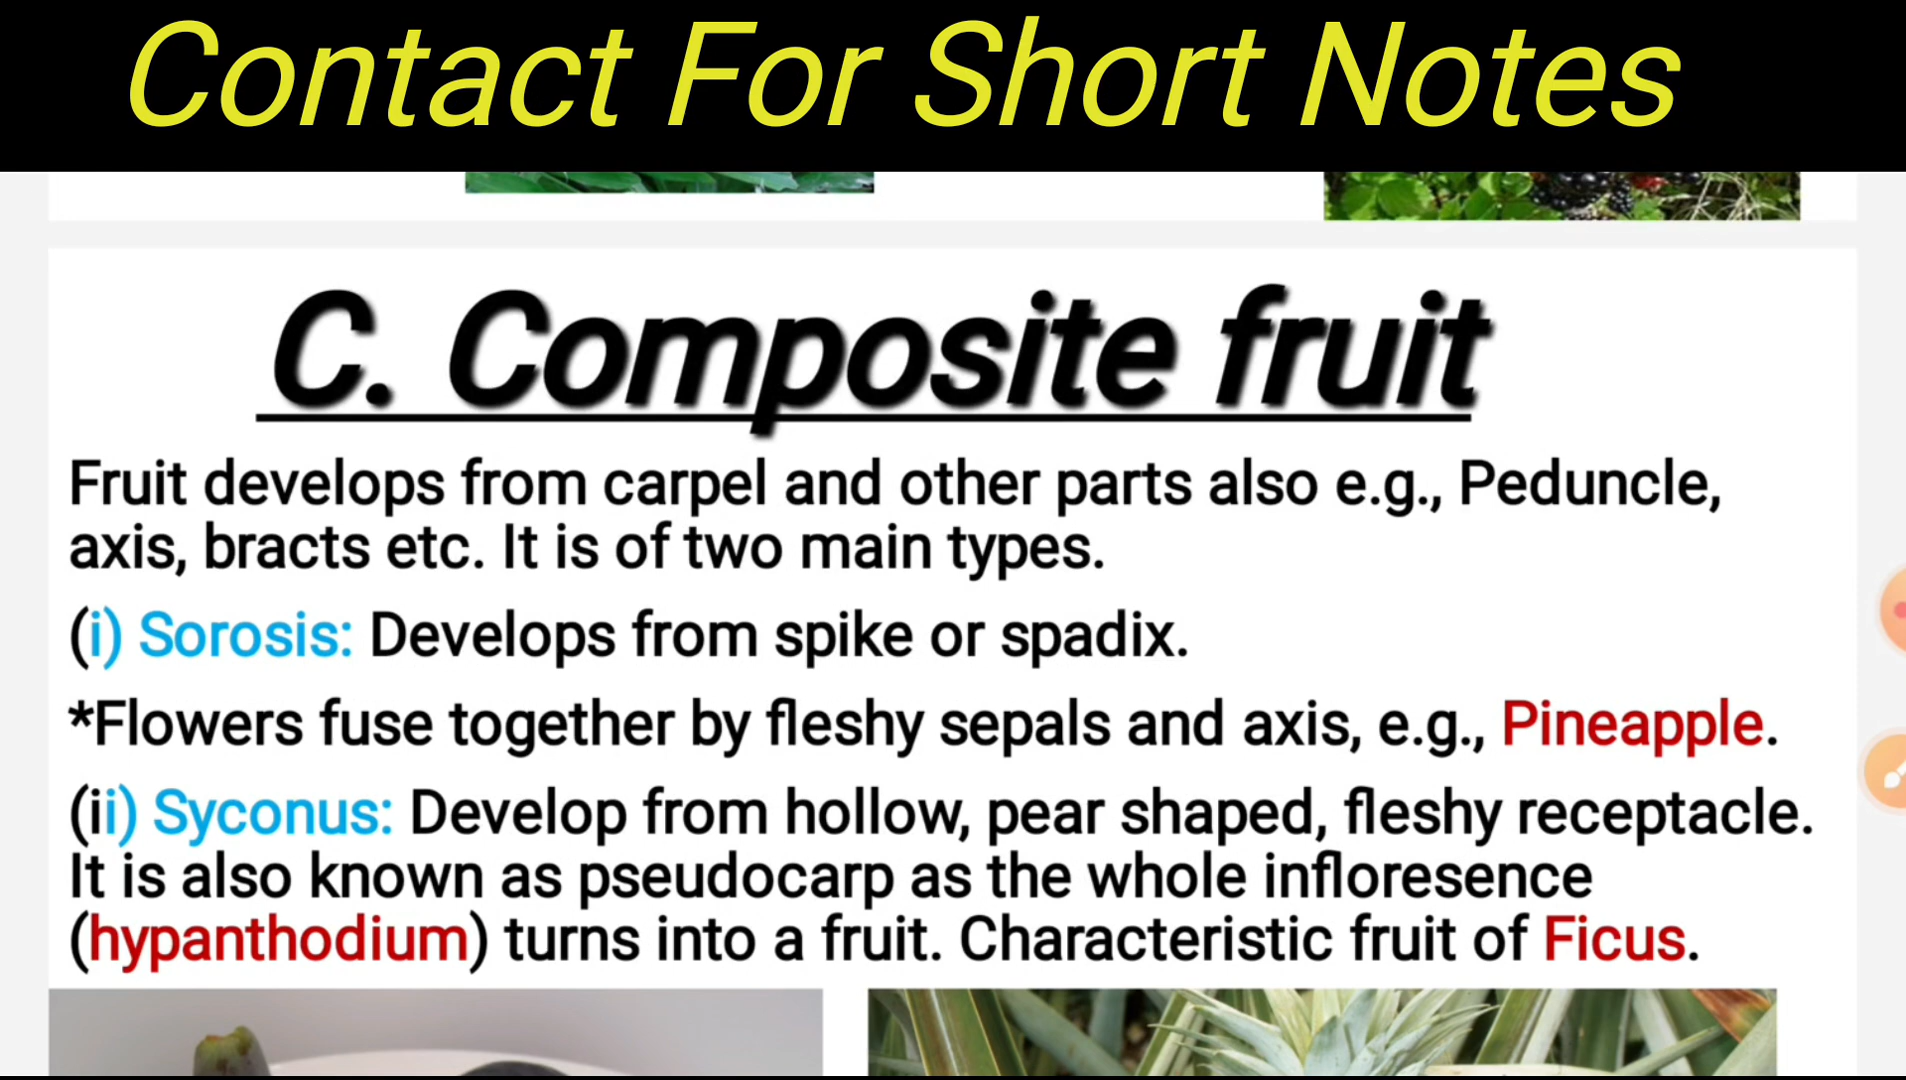 Contact For Short Notes
C. Composite fruit
Fruit develops from carpel and other parts also e.g., Peduncle,
axis, bracts etc. It is of two main types.
(i) Sorosis: Develops from spike or spadix.
*Flowers fuse together by fleshy sepals and axis, e.g., Pineapple.
(ii) Syconus: Develop from hollow, pear shaped, fleshy receptacle.
It is also known as pseudocarp as the whole infloresence
(hypanthodium) turns into a fruit. Characteristic fruit of Ficus.